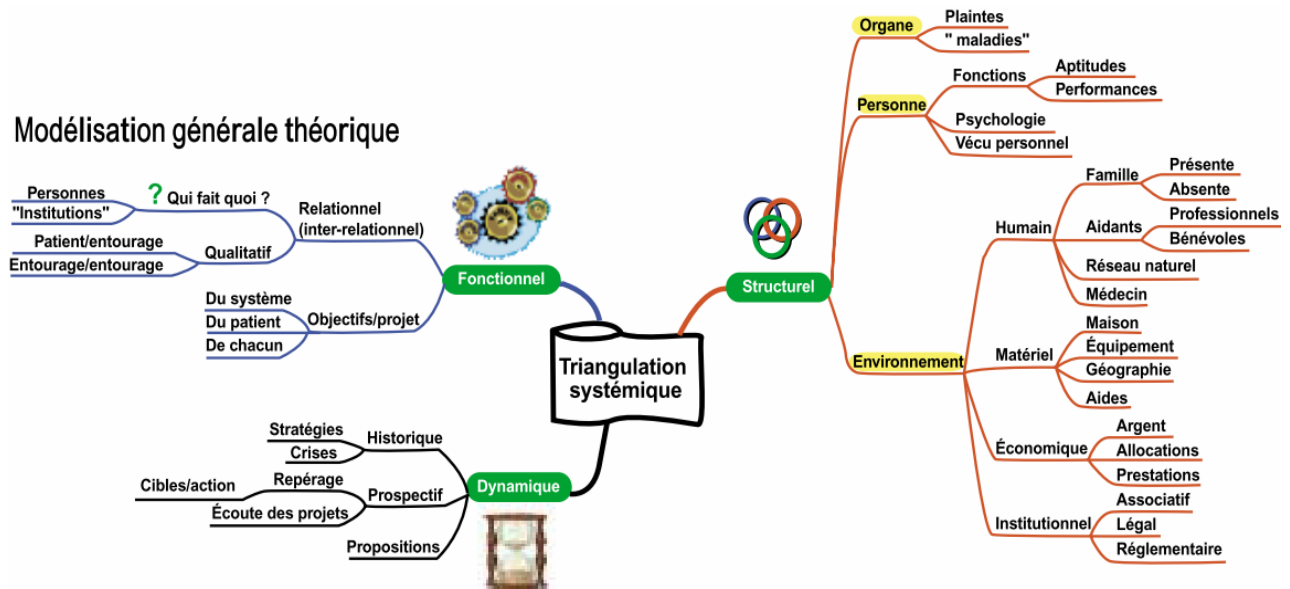 Modélisation générale théorique
Triangulation
systémique
Fonctionnel
Relationnel
(inter-relationnel)
? Qui fait quoi ?
Personnes
"Institutions"
Qualitatif
Patient/entourage
Entourage/entourage
Objectifs/projet
Du système
Du patient
De chacun
Dynamique
Historique
Stratégies
Crises
Prospectif
Repérage
Cibles/action
Écoute des projets
Propositions
Structurel
Organe
Plaintes
" maladies"
Personne
Fonctions
Aptitudes
Performances
Psychologie
Vécu personnel
Environnement
Humain
Famille
Présente
Absente
Aidants
Professionnels
Bénévoles
Réseau naturel
Médecin
Matériel
Maison
Équipement
Géographie
Aides
Économique
Argent
Allocations
Prestations
Institutionnel
Associatif
Légal
Réglementaire